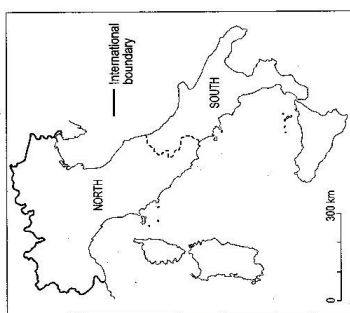 International
boundary
NORTH
SOUTH
0
300 km